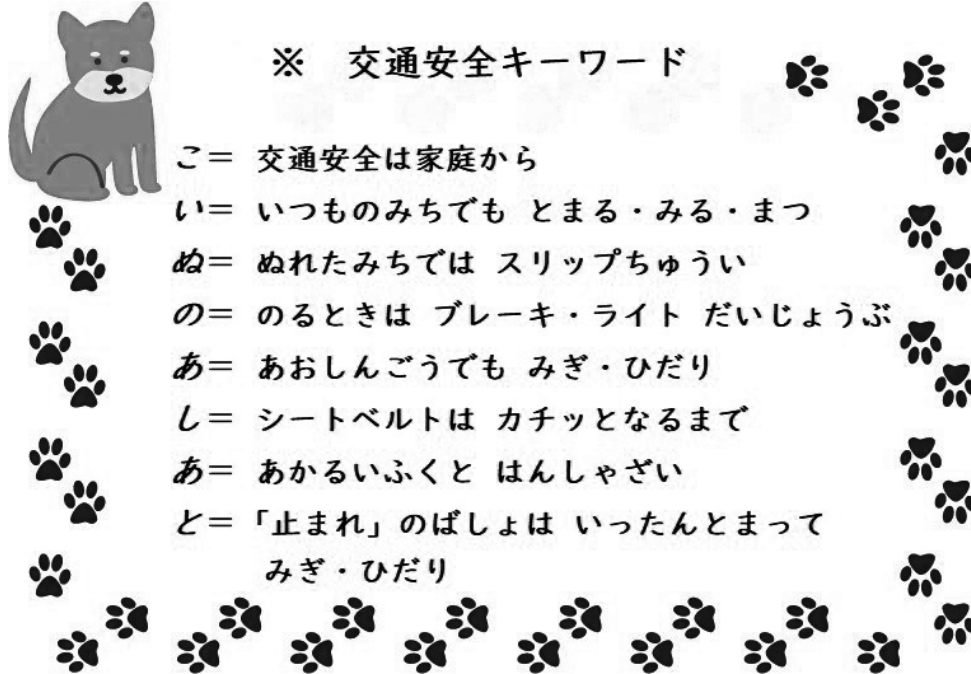 ※ 交通安全キーワード
こ＝ 交通安全は家庭から
い＝ いつものみちでも とまる・みる・まつ
ぬ＝ ぬれたみちでは スリップちゅうい
の＝ のるときは ブレーキ・ライト だいじょうぶ
あ＝ あおしんごうでも みぎ・ひだり
し＝ シートベルトは カチッとなるまで
あ＝ あかるいふくと はんしゃざい
と＝「止まれ」のばしょは いったんとまって
みぎ・ひだり